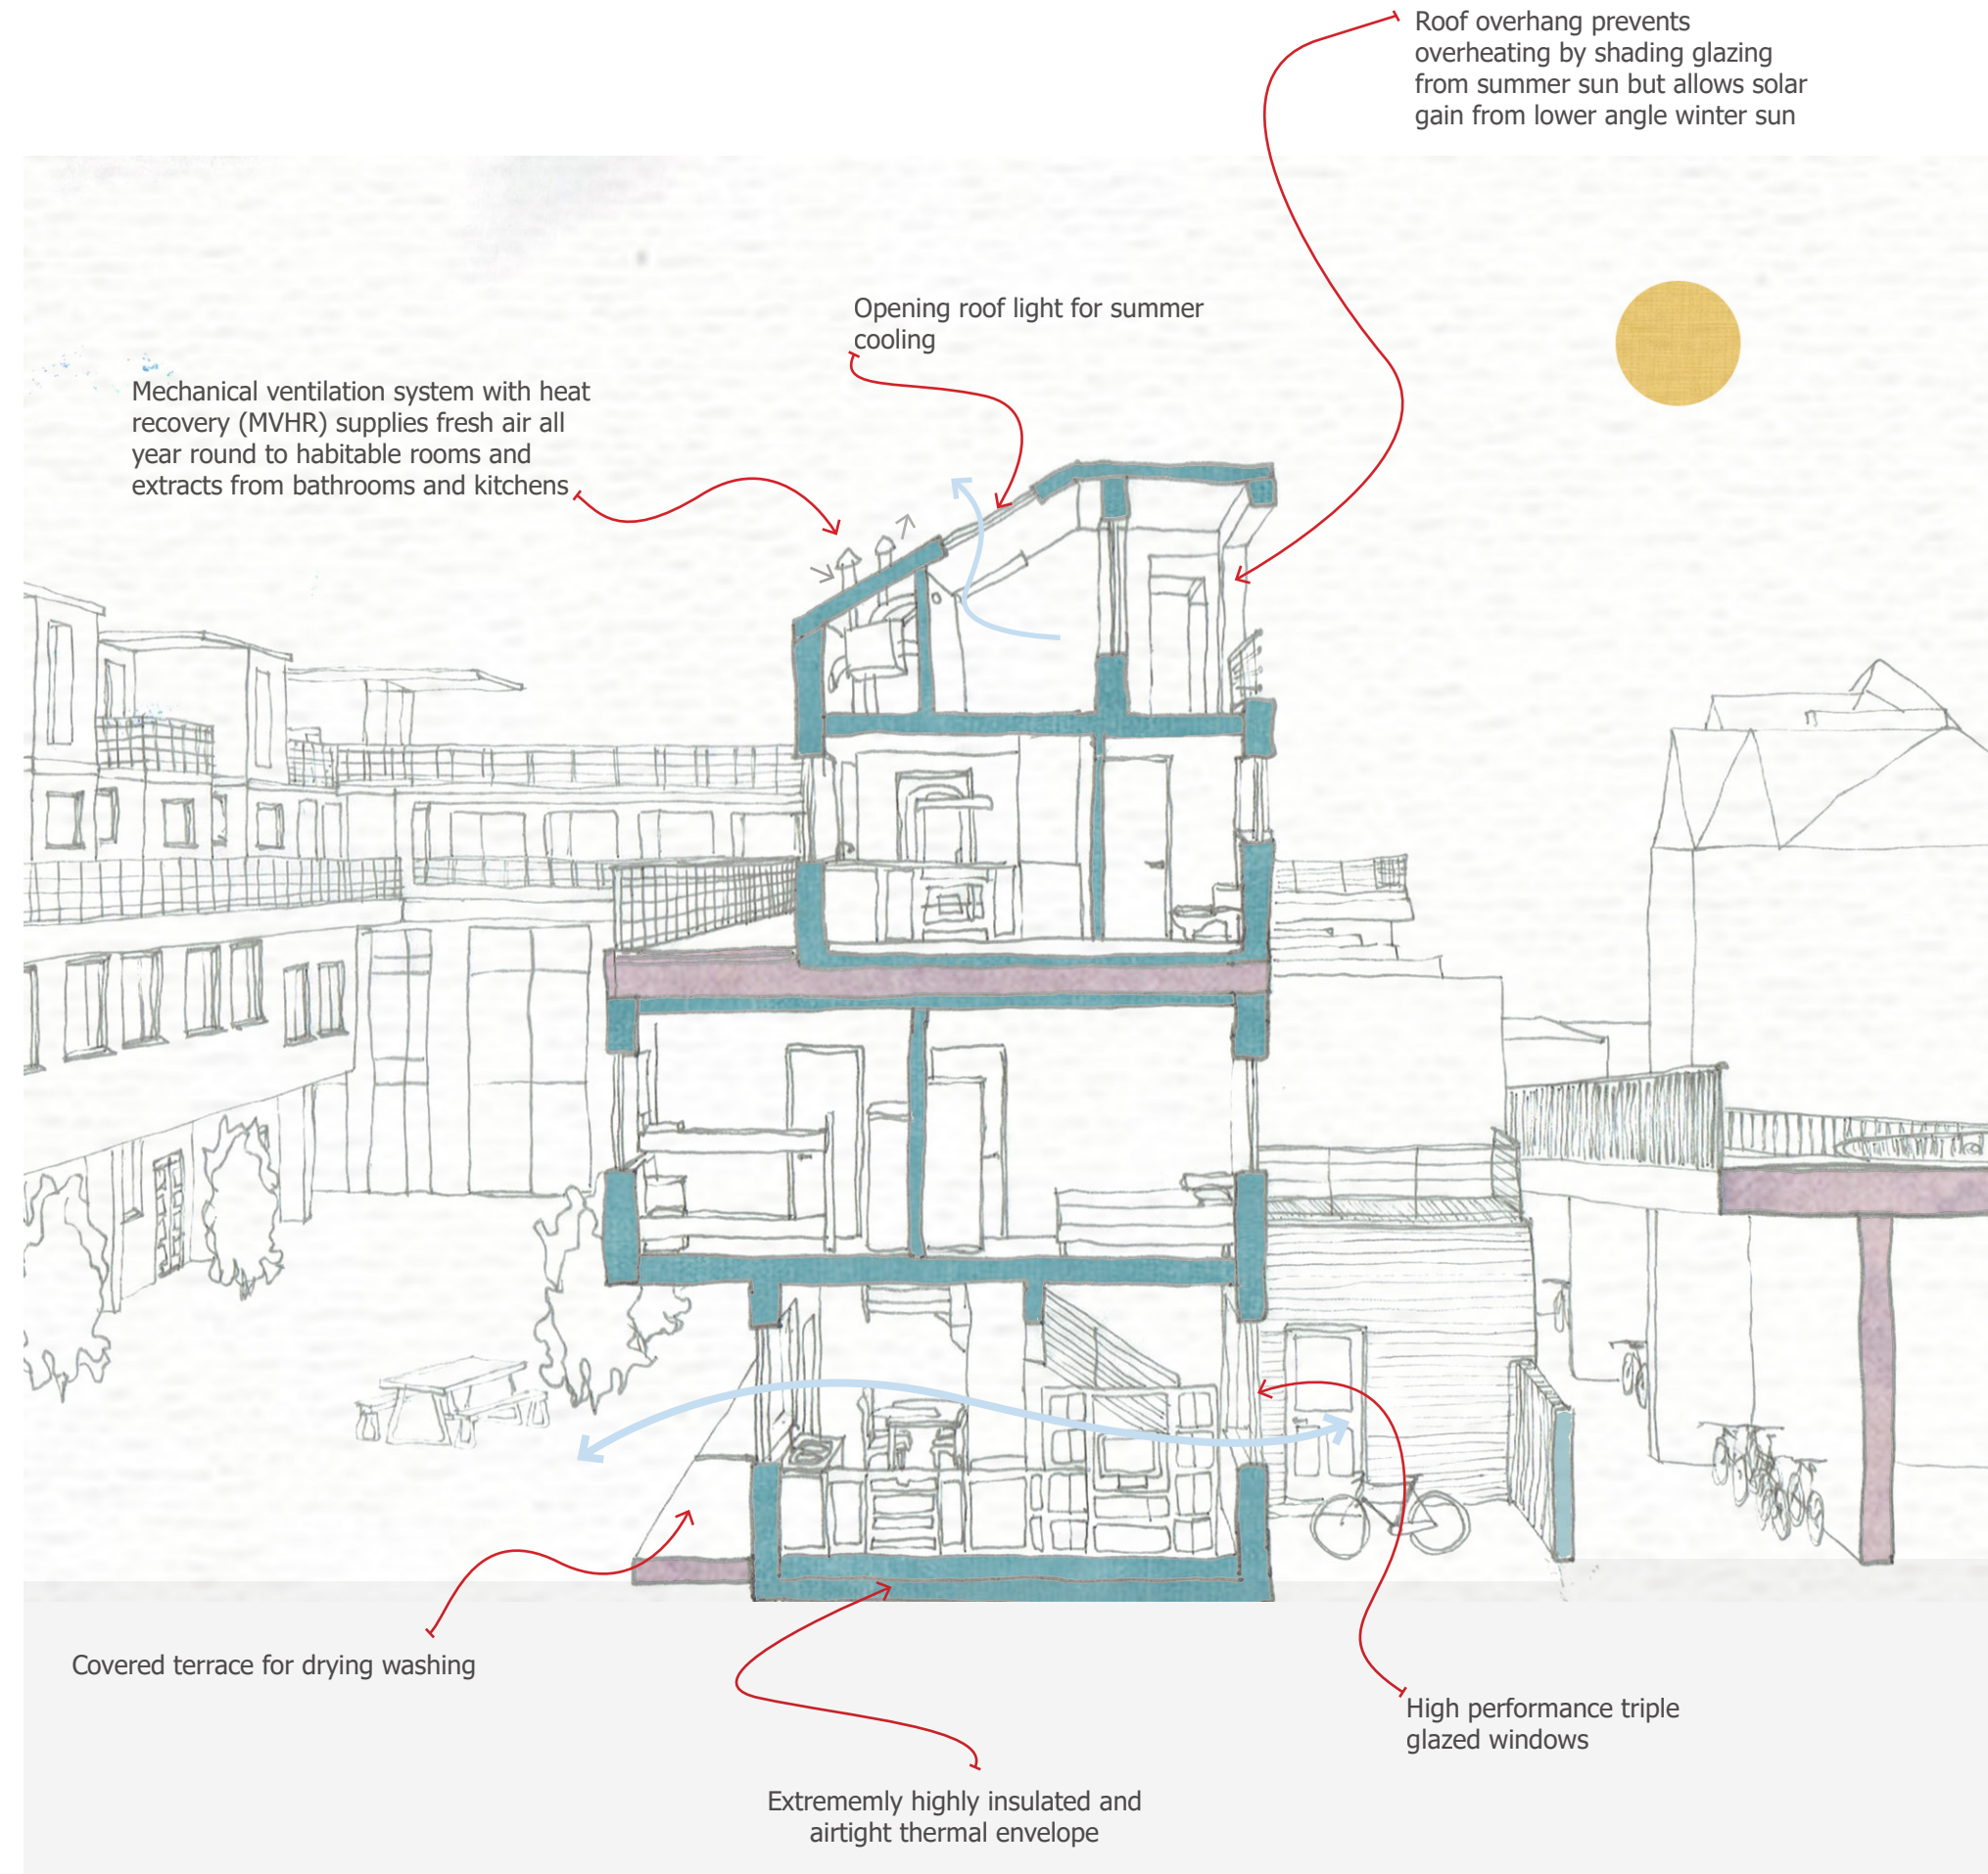 Roof overhang prevents
overheating by shading glazing
from summer sun but allows solar
gain from lower angle winter sun
Opening roof light for summer
cooling
Mechanical ventilation system with heat
recovery (MVHR) supplies fresh air all
year round to habitable rooms and
extracts from bathrooms and kitchens
Covered terrace for drying washing
High performance triple
glazed windows
Extrememly highly insulated and
airtight thermal envelope